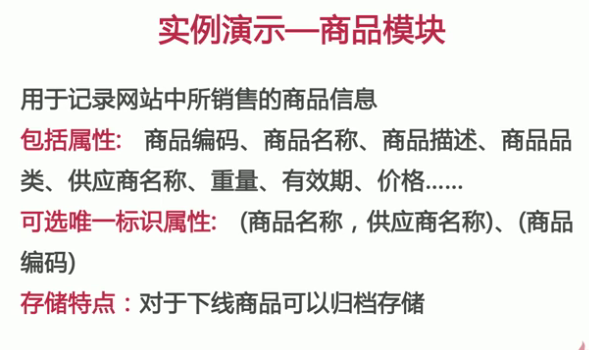 实例演示—商品模块
用于记录网站中所销售的商品信息
包括属性: 商品编码、商品名称、商品描述、商品品
类、供应商名称、重量、有效期、价格......
可选唯一标识属性: (商品名称，供应商名称)、(商品
编码)
存储特点：对于下线商品可以归档存储